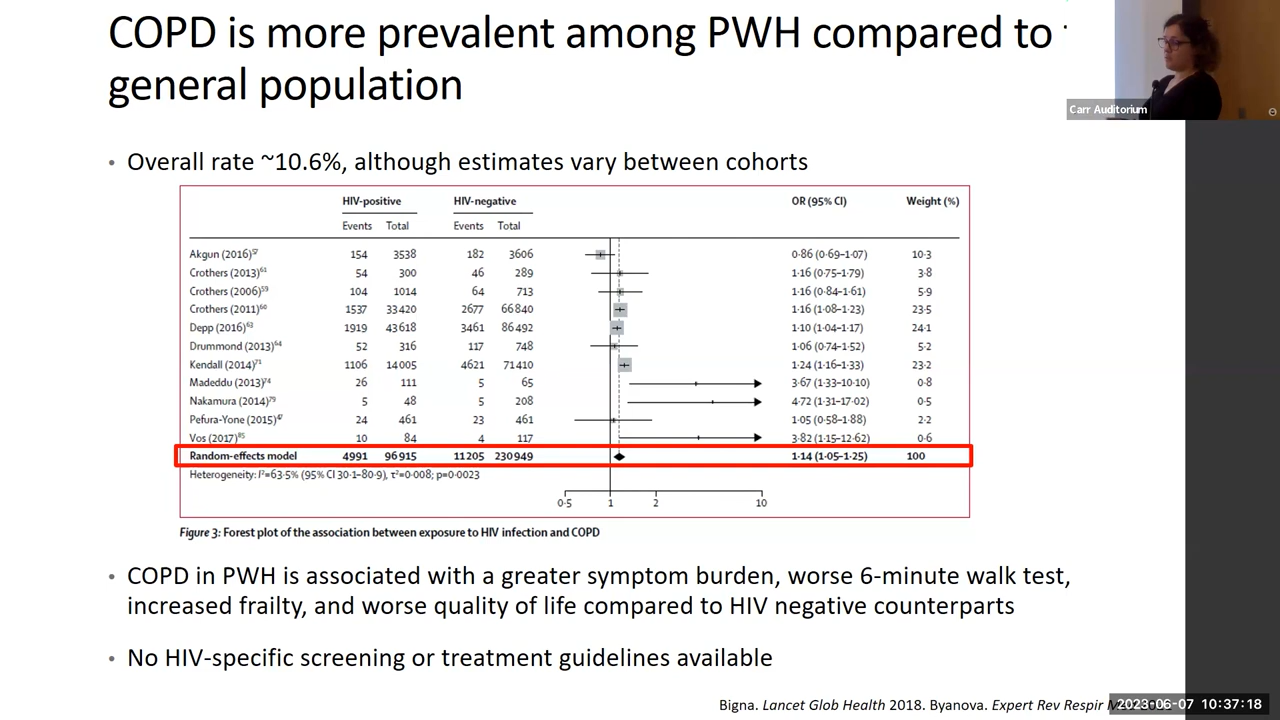 COPD is more prevalent among PWH compared to
general population
Carr Auditorium
• Overall rate ~10.6%, although estimates vary between cohorts
HIV-positive HIV-negative OR (95% CI) Weight (%)
Events Total Events Total
Akgun (2016)57 154 3538 182 3606 0·86 (0·69–1·07) 10·3
Crothers (2013)61 54 300 46 289 1·16 (0·75–1·79) 3·8
Crothers (2006)59 104 1014 64 713 1·16 (0·84–1·61) 5·9
Crothers (2011)60 1537 33420 2677 66840 1·16 (1·08–1·23) 23·5
Depp (2016)63 1919 43618 3461 86492 1·10 (1·04–1·17) 24·1
Drummond (2013)64 52 316 117 748 1·06 (0·74–1·52) 5·2
Kendall (2014)71 1106 14005 4621 71410 1·24 (1·16–1·33) 23·2
Madeddu (2013)74 26 111 5 65 3·67 (1·33–10·10) 0·8
Nakamura (2014)79 5 48 5 208 4·72 (1·31–17·02) 0·5
Pefura-Yone (2015)47 24 461 23 461 1·05 (0·58–1·88) 2·2
Vos (2017)85 10 84 4 117 3·82 (1·15–12·62) 0·6
Random-effects model 4991 96915 11205 230949 1·14 (1·05–1·25) 100
Heterogeneity: I²=63·5% (95% CI 30·1–80·9), τ²=0·008; p=0·0023
0·5 1 2 10
Figure 3: Forest plot of the association between exposure to HIV infection and COPD
• COPD in PWH is associated with a greater symptom burden, worse 6-minute walk test,
increased frailty, and worse quality of life compared to HIV negative counterparts
• No HIV-specific screening or treatment guidelines available
Bigna. Lancet Glob Health 2018. Byanova. Expert Rev Respir
2023-06-07 10:37:18